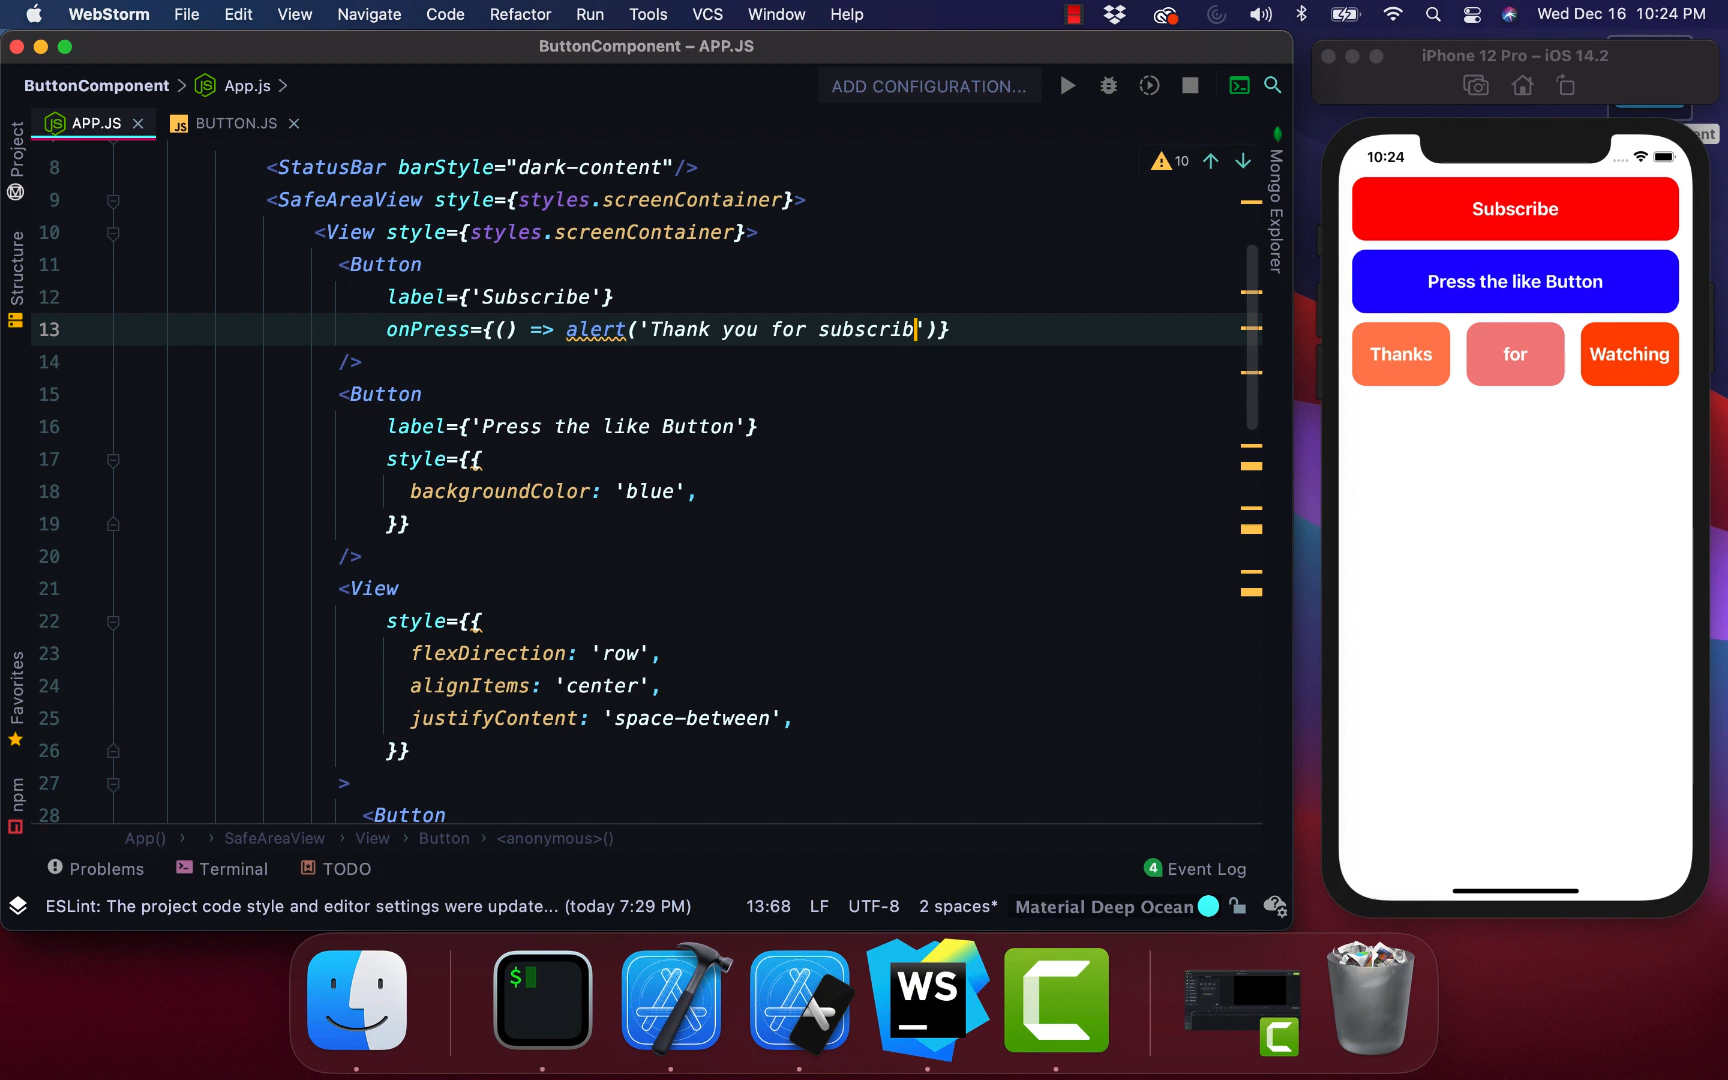 WebStorm File Edit View Navigate Code Refactor Run Tools VCS Window Help Wed Dec 16 10:24 PM
ButtonComponent – APP.JS
ButtonComponent > App.js > ADD CONFIGURATION...
APP.JS BUTTON.JS
Project
Structure
Favorites
npm
Mongo Explorer
10
8 <StatusBar barStyle="dark-content"/>
9 <SafeAreaView style={styles.screenContainer}>
10 <View style={styles.screenContainer}>
11 <Button
12 label={'Subscribe'}
13 onPress={() => alert('Thank you for subscrib')}
14 />
15 <Button
16 label={'Press the like Button'}
17 style={{
18 backgroundColor: 'blue',
19 }}
20 />
21 <View
22 style={{
23 flexDirection: 'row',
24 alignItems: 'center',
25 justifyContent: 'space-between',
26 }}
27 >
28 <Button
App() › › SafeAreaView › View › Button › <anonymous>()
Problems Terminal TODO 4 Event Log
ESLint: The project code style and editor settings were update... (today 7:29 PM) 13:68 LF UTF-8 2 spaces* Material Deep Ocean
iPhone 12 Pro – iOS 14.2
ent
10:24
Subscribe
Press the like Button
Thanks for Watching
$
WS
C
C